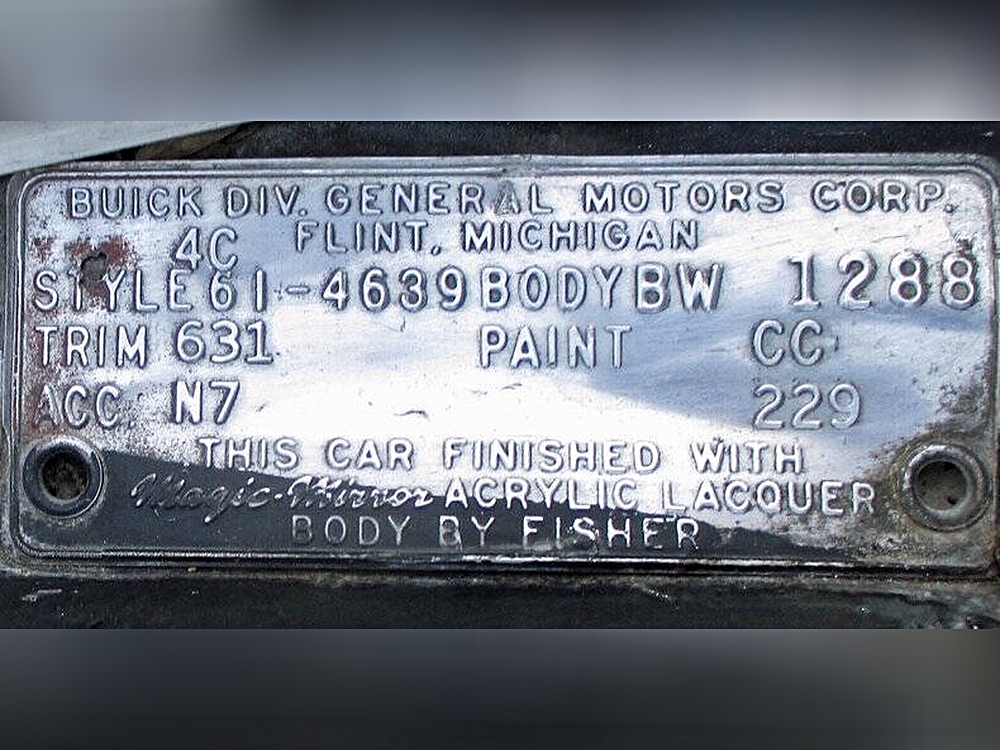 BUICK DIV. GENERAL MOTORS CORP.
4C FLINT, MICHIGAN
STYLE 61-4639 BODY BW 1288
TRIM 631 PAINT CC
ACC. N7 229
THIS CAR FINISHED WITH
Magic-Mirror ACRYLIC LACQUER
BODY BY FISHER